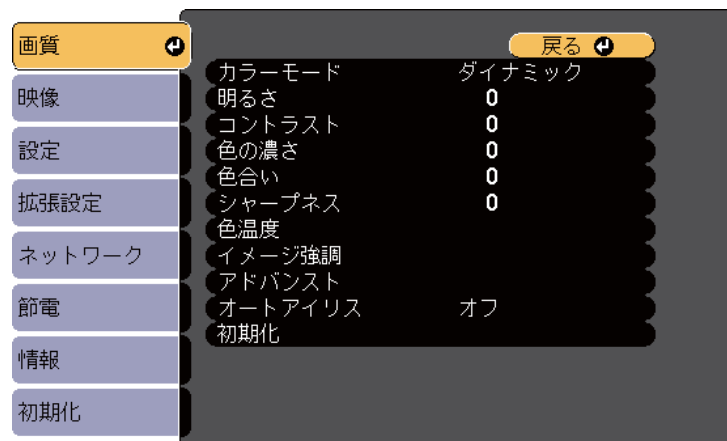 画質
映像
設定
拡張設定
ネットワーク
節電
情報
初期化
戻る
カラーモード ダイナミック
明るさ 0
コントラスト 0
色の濃さ 0
色合い 0
シャープネス 0
色温度
イメージ強調
アドバンスト
オートアイリス オフ
初期化